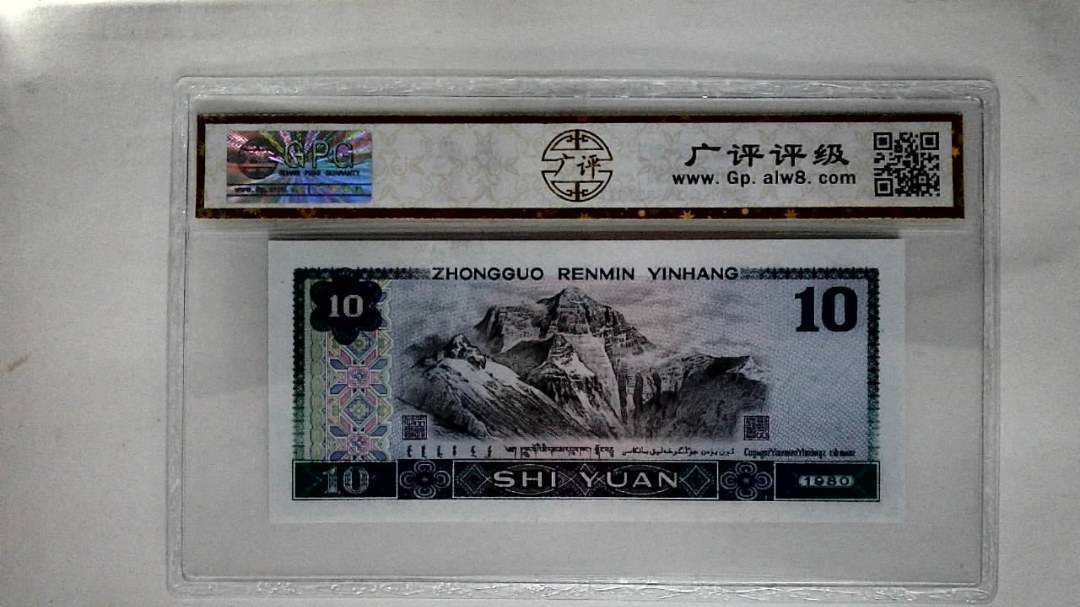 GPG
广评
广评评级
www.Gp.alw8.com
ZHONGGUO RENMIN YINHANG
10
10
10
SHI YUAN
1980